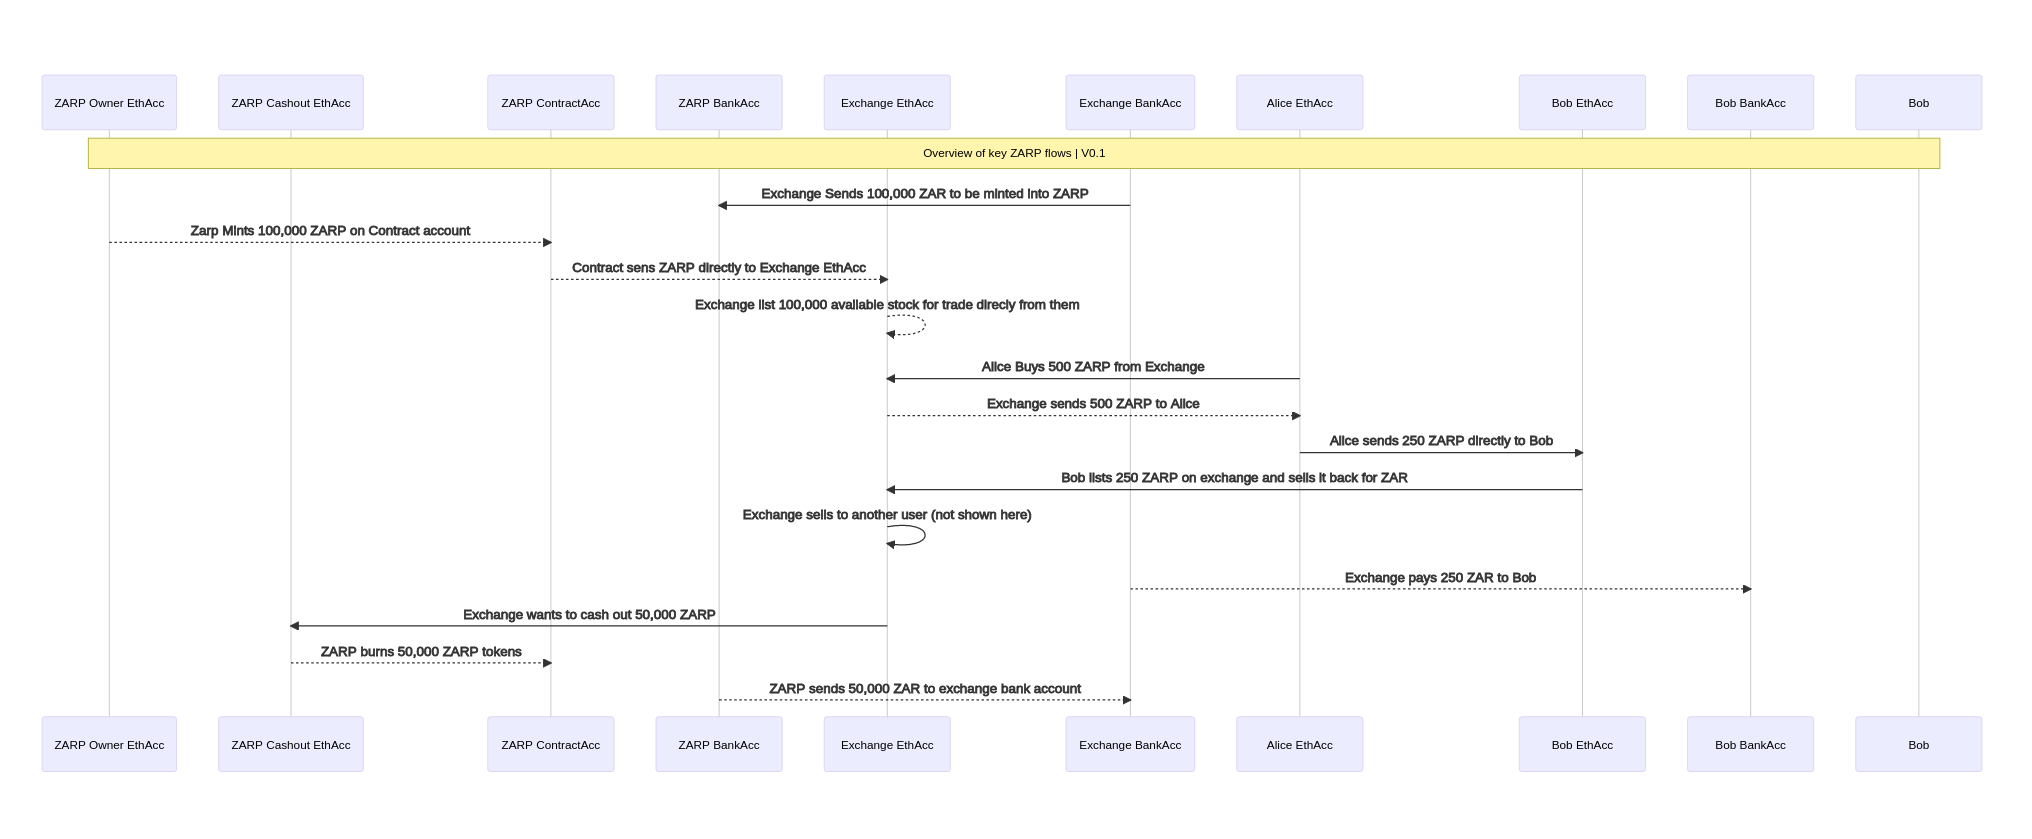 ZARP Owner EthAcc
ZARP Cashout EthAcc
ZARP ContractAcc
ZARP BankAcc
Exchange EthAcc
Exchange BankAcc
Alice EthAcc
Bob EthAcc
Bob BankAcc
Bob
Overview of key ZARP flows | V0.1
Exchange Sends 100,000 ZAR to be minted into ZARP
Zarp Mints 100,000 ZARP on Contract account
Contract sens ZARP directly to Exchange EthAcc
Exchange list 100,000 available stock for trade direcly from them
Alice Buys 500 ZARP from Exchange
Exchange sends 500 ZARP to Alice
Alice sends 250 ZARP directly to Bob
Bob lists 250 ZARP on exchange and sells it back for ZAR
Exchange sells to another user (not shown here)
Exchange pays 250 ZAR to Bob
Exchange wants to cash out 50,000 ZARP
ZARP burns 50,000 ZARP tokens
ZARP sends 50,000 ZAR to exchange bank account
ZARP Owner EthAcc
ZARP Cashout EthAcc
ZARP ContractAcc
ZARP BankAcc
Exchange EthAcc
Exchange BankAcc
Alice EthAcc
Bob EthAcc
Bob BankAcc
Bob